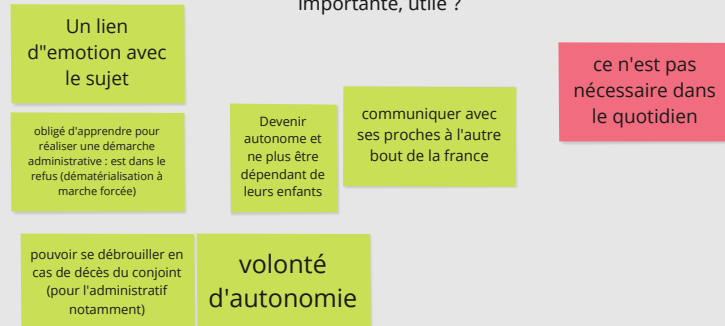 importante, utile ?
Un lien
d"emotion avec
le sujet
ce n'est pas
nécessaire dans
le quotidien
obligé d'apprendre pour
réaliser une démarche
administrative : est dans le
refus (dématérialisation à
marche forcée)
Devenir
autonome et
ne plus être
dépendant de
leurs enfants
communiquer avec
ses proches à l'autre
bout de la france
pouvoir se débrouiller en
cas de décès du conjoint
(pour l'administratif
notamment)
volonté
d'autonomie